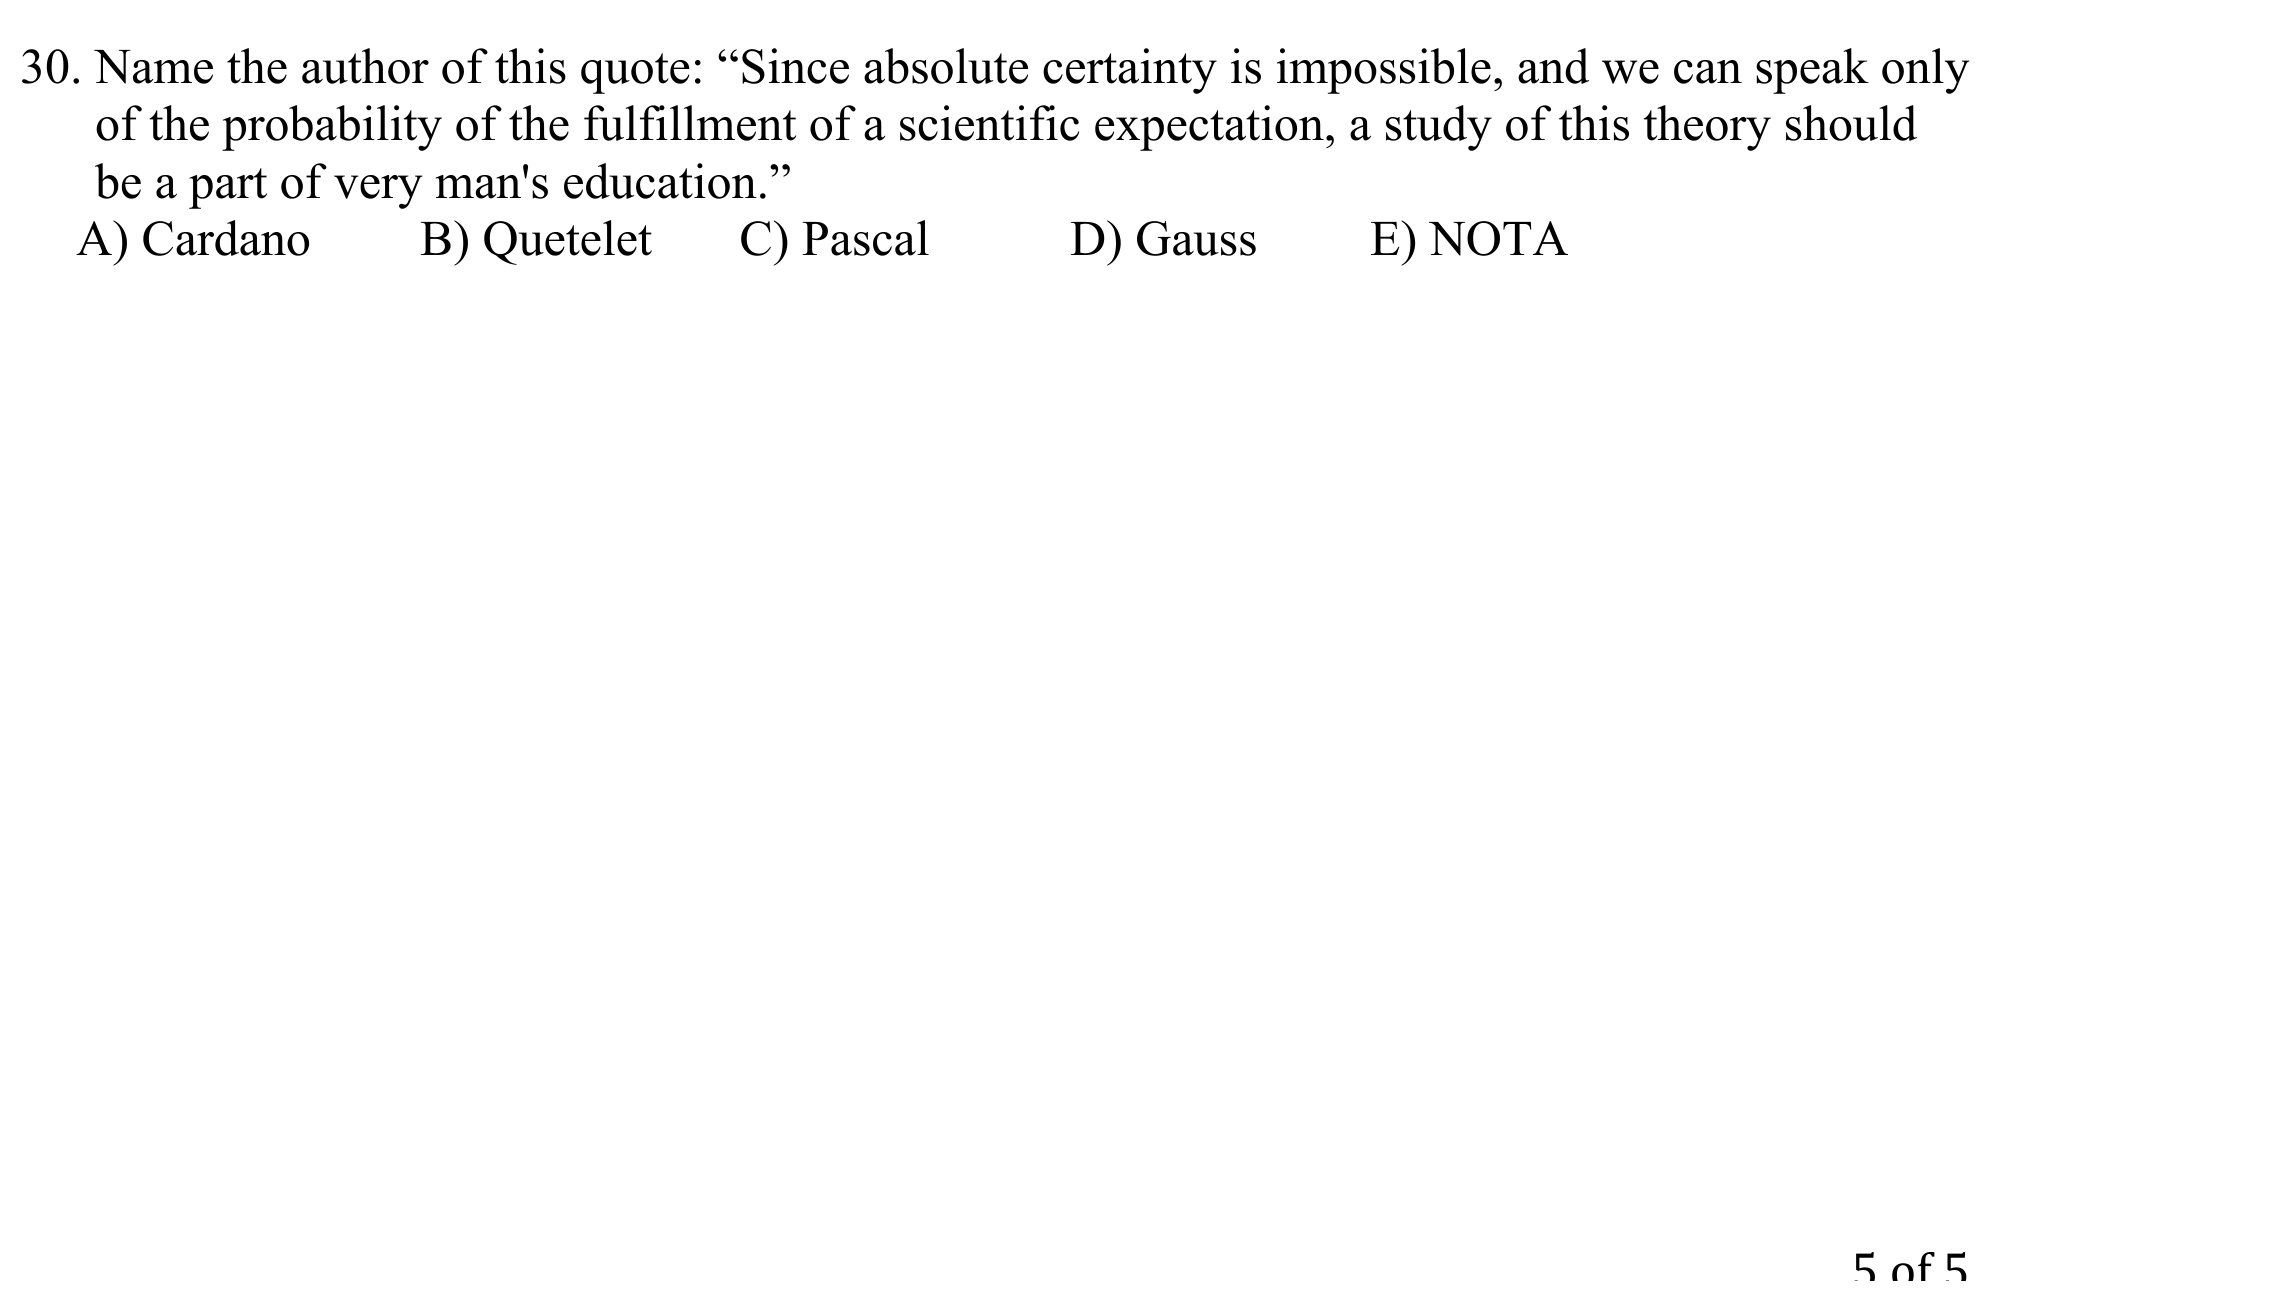 30. Name the author of this quote: “Since absolute certainty is impossible, and we can speak only
of the probability of the fulfillment of a scientific expectation, a study of this theory should
be a part of very man's education.”
A) Cardano B) Quetelet C) Pascal D) Gauss E) NOTA
5 of 5